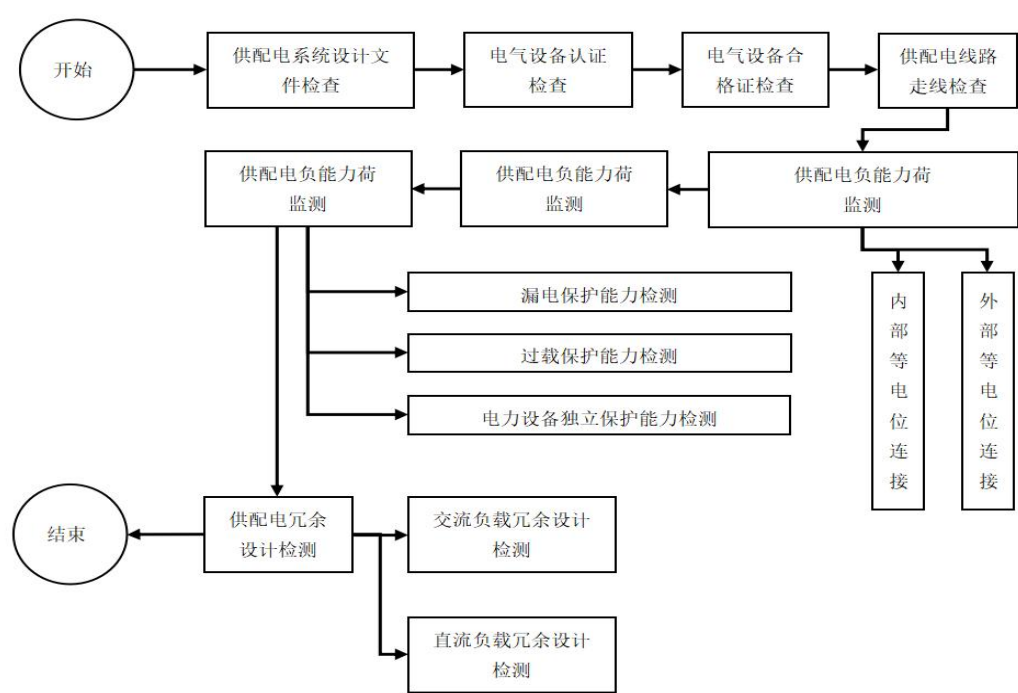 开始
供配电系统设计文
件检查
电气设备认证
检查
电气设备合
格证检查
供配电线路
走线检查
供配电负能力荷
监测
供配电负能力荷
监测
供配电负能力荷
监测
漏电保护能力检测
过载保护能力检测
电力设备独立保护能力检测
内部等电位连接
外部等电位连接
结束
供配电冗余
设计检测
交流负载冗余设计
检测
直流负载冗余设计
检测